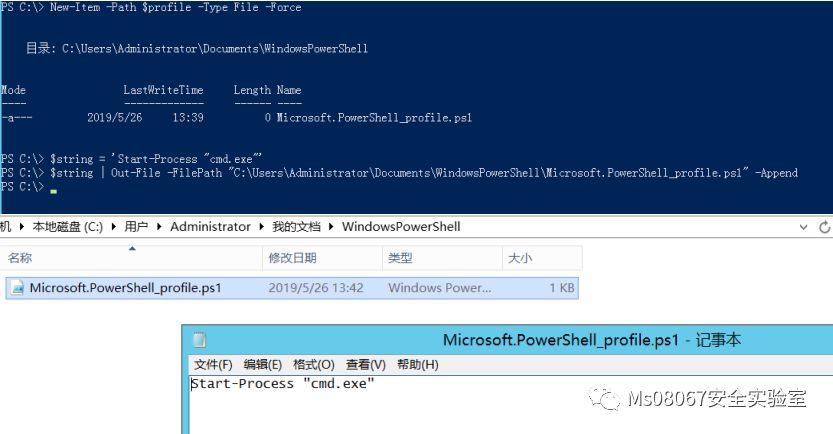 PS C:\> New-Item -Path $profile -Type File -Force
目录: C:\Users\Administrator\Documents\WindowsPowerShell
Mode LastWriteTime Length Name
---- ------------- ------ ----
-a--- 2019/5/26 13:39 0 Microsoft.PowerShell_profile.ps1
PS C:\> $string = 'Start-Process "cmd.exe"'
PS C:\> $string | Out-File -FilePath "C:\Users\Administrator\Documents\WindowsPowerShell\Microsoft.PowerShell_profile.ps1" -Append
PS C:\>
机 本地磁盘 (C:) 用户 Administrator 我的文档 WindowsPowerShell
名称 修改日期 类型 大小
Microsoft.PowerShell_profile.ps1 2019/5/26 13:42 Windows Power... 1 KB
Microsoft.PowerShell_profile.ps1 - 记事本
文件(F) 编辑(E) 格式(O) 查看(V) 帮助(H)
Start-Process "cmd.exe"
Ms08067安全实验室